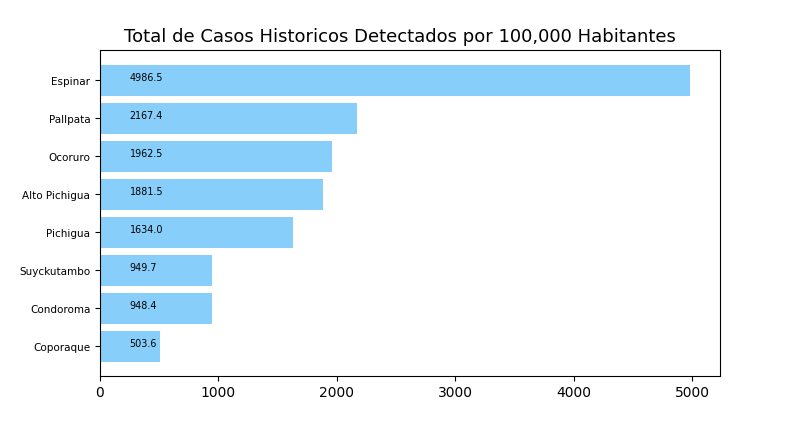 Total de Casos Historicos Detectados por 100,000 Habitantes
Espinar 4986.5
Pallpata 2167.4
Ocoruro 1962.5
Alto Pichigua 1881.5
Pichigua 1634.0
Suyckutambo 949.7
Condoroma 948.4
Coporaque 503.6
0 1000 2000 3000 4000 5000